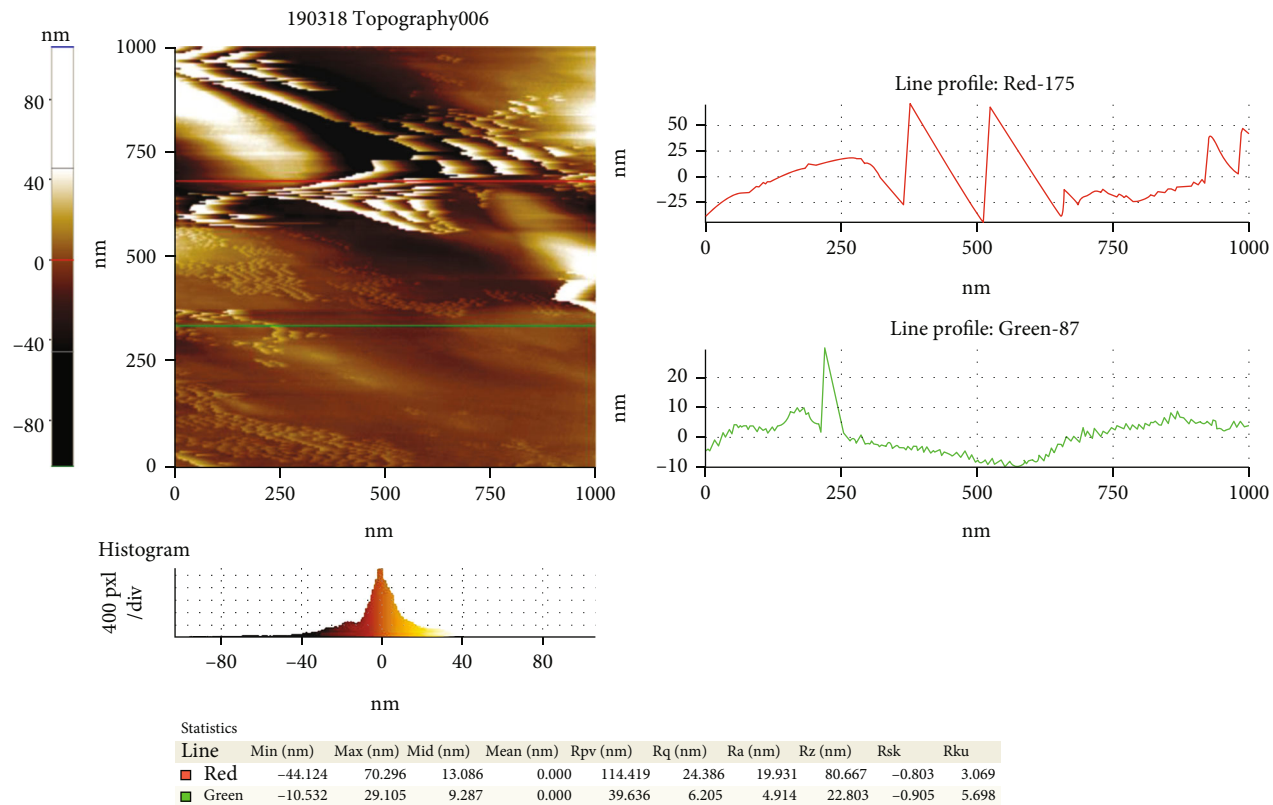 190318 Topography006
nm
80
40
0
−40
−80
nm
1000
750
500
250
0
0 250 500 750 1000
nm
Line profile: Red-175
nm
50
25
0
−25
0 250 500 750 1000
nm
Line profile: Green-87
nm
20
10
0
−10
0 250 500 750 1000
nm
Histogram
400 pxl
/div
−80 −40 0 40 80
nm
Statistics
Line Min (nm) Max (nm) Mid (nm) Mean (nm) Rpv (nm) Rq (nm) Ra (nm) Rz (nm) Rsk Rku
Red −44.124 70.296 13.086 0.000 114.419 24.386 19.931 80.667 −0.803 3.069
Green −10.532 29.105 9.287 0.000 39.636 6.205 4.914 22.803 −0.905 5.698